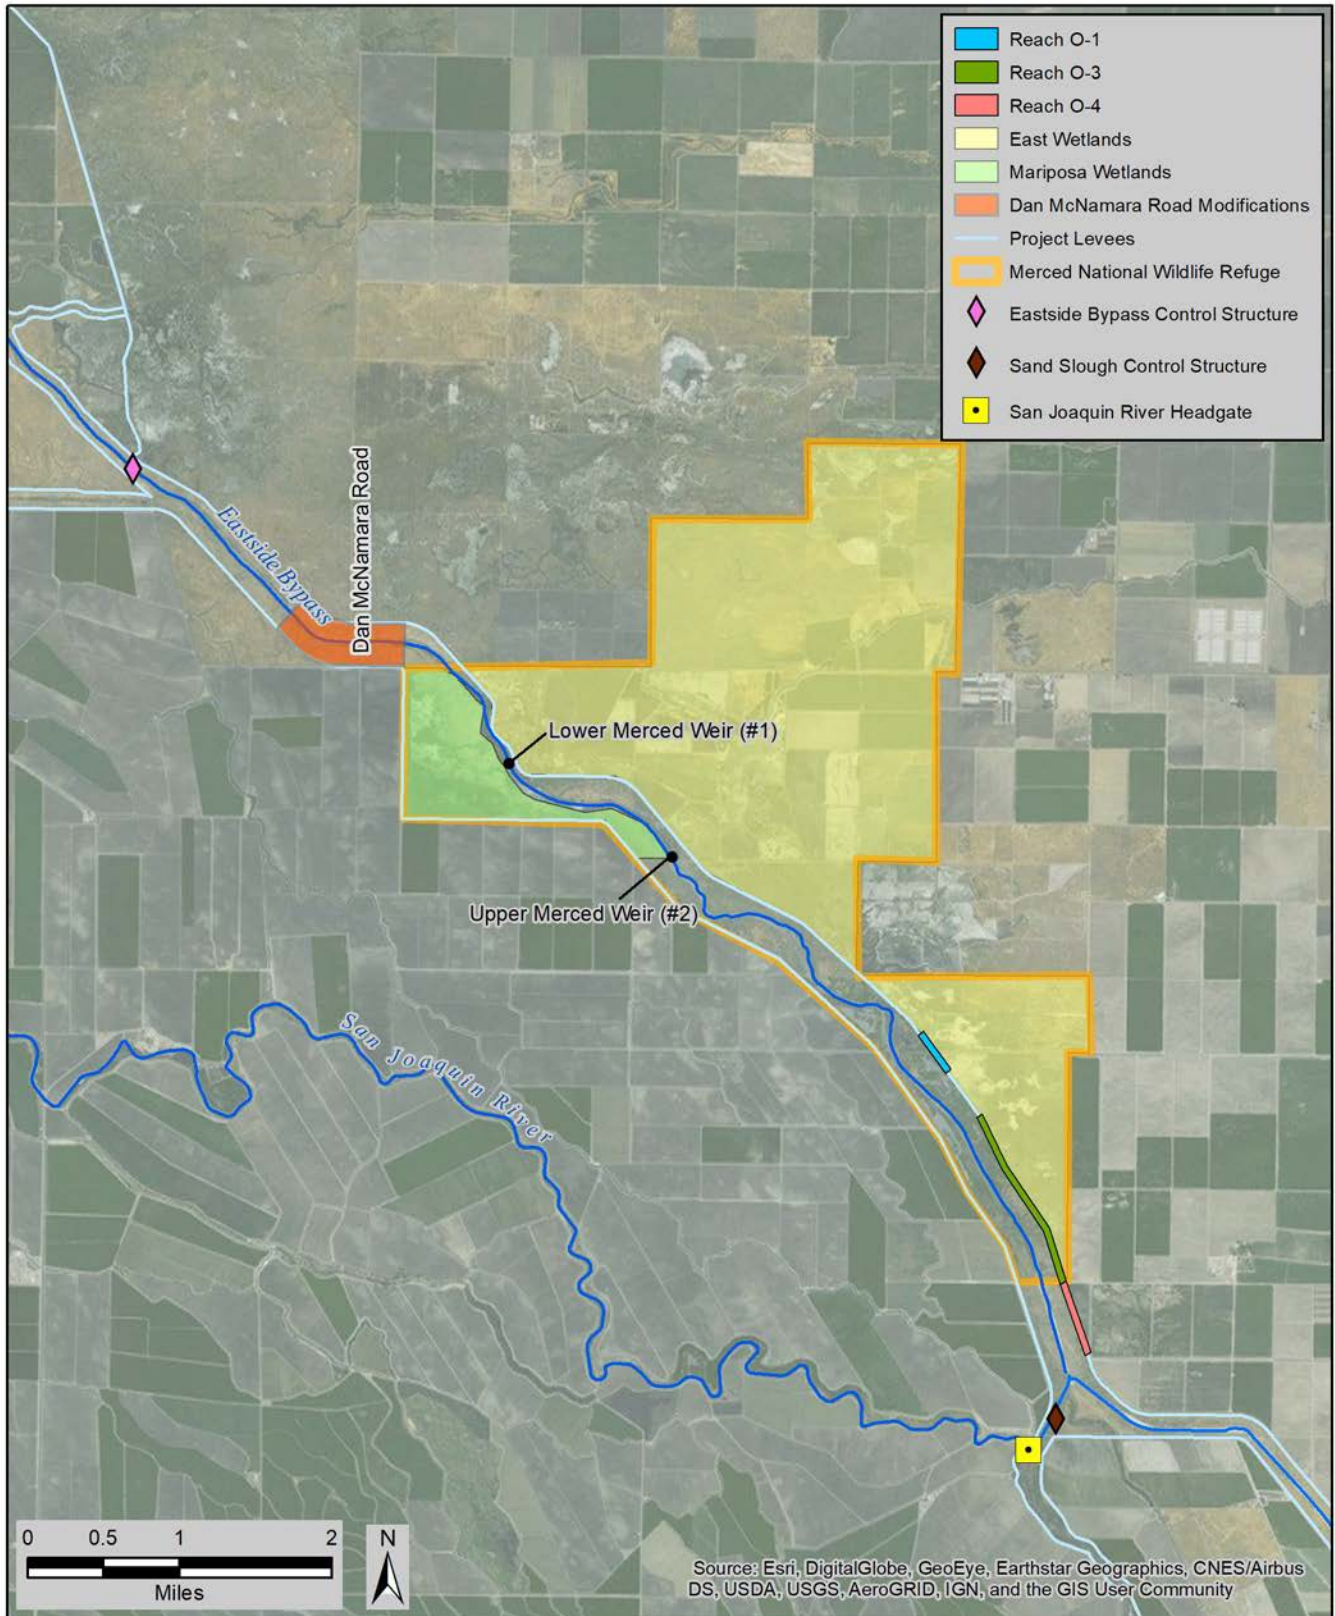 Reach O-1
Reach O-3
Reach O-4
East Wetlands
Mariposa Wetlands
Dan McNamara Road Modifications
Project Levees
Merced National Wildlife Refuge
Eastside Bypass Control Structure
Sand Slough Control Structure
San Joaquin River Headgate
Dan McNamara Road
Eastside Bypass
Lower Merced Weir (#1)
Upper Merced Weir (#2)
San Joaquin River
0 0.5 1 2
Miles
N
Source: Esri, DigitalGlobe, GeoEye, Earthstar Geographics, CNES/Airbus
DS, USDA, USGS, AeroGRID, IGN, and the GIS User Community